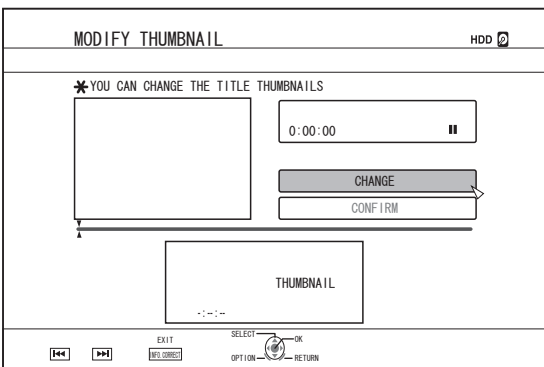 MODIFY THUMBNAIL
HDD
YOU CAN CHANGE THE TITLE THUMBNAILS
0:00:00
CHANGE
CONFIRM
THUMBNAIL
-:--:--
EXIT
INFO.CORRECT
SELECT
OK
OPTION
RETURN